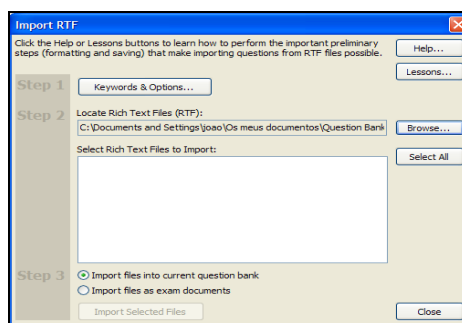 Import RTF
Click the Help or Lessons buttons to learn how to perform the important preliminary
steps (formatting and saving) that make importing questions from RTF files possible.
Help...
Lessons...
Step 1
Keywords & Options...
Step 2
Locate Rich Text Files (RTF):
C:\Documents and Settings\joao\Os meus documentos\Question Bank
Browse...
Select Rich Text Files to Import:
Select All
Step 3
Import files into current question bank
Import files as exam documents
Import Selected Files
Close